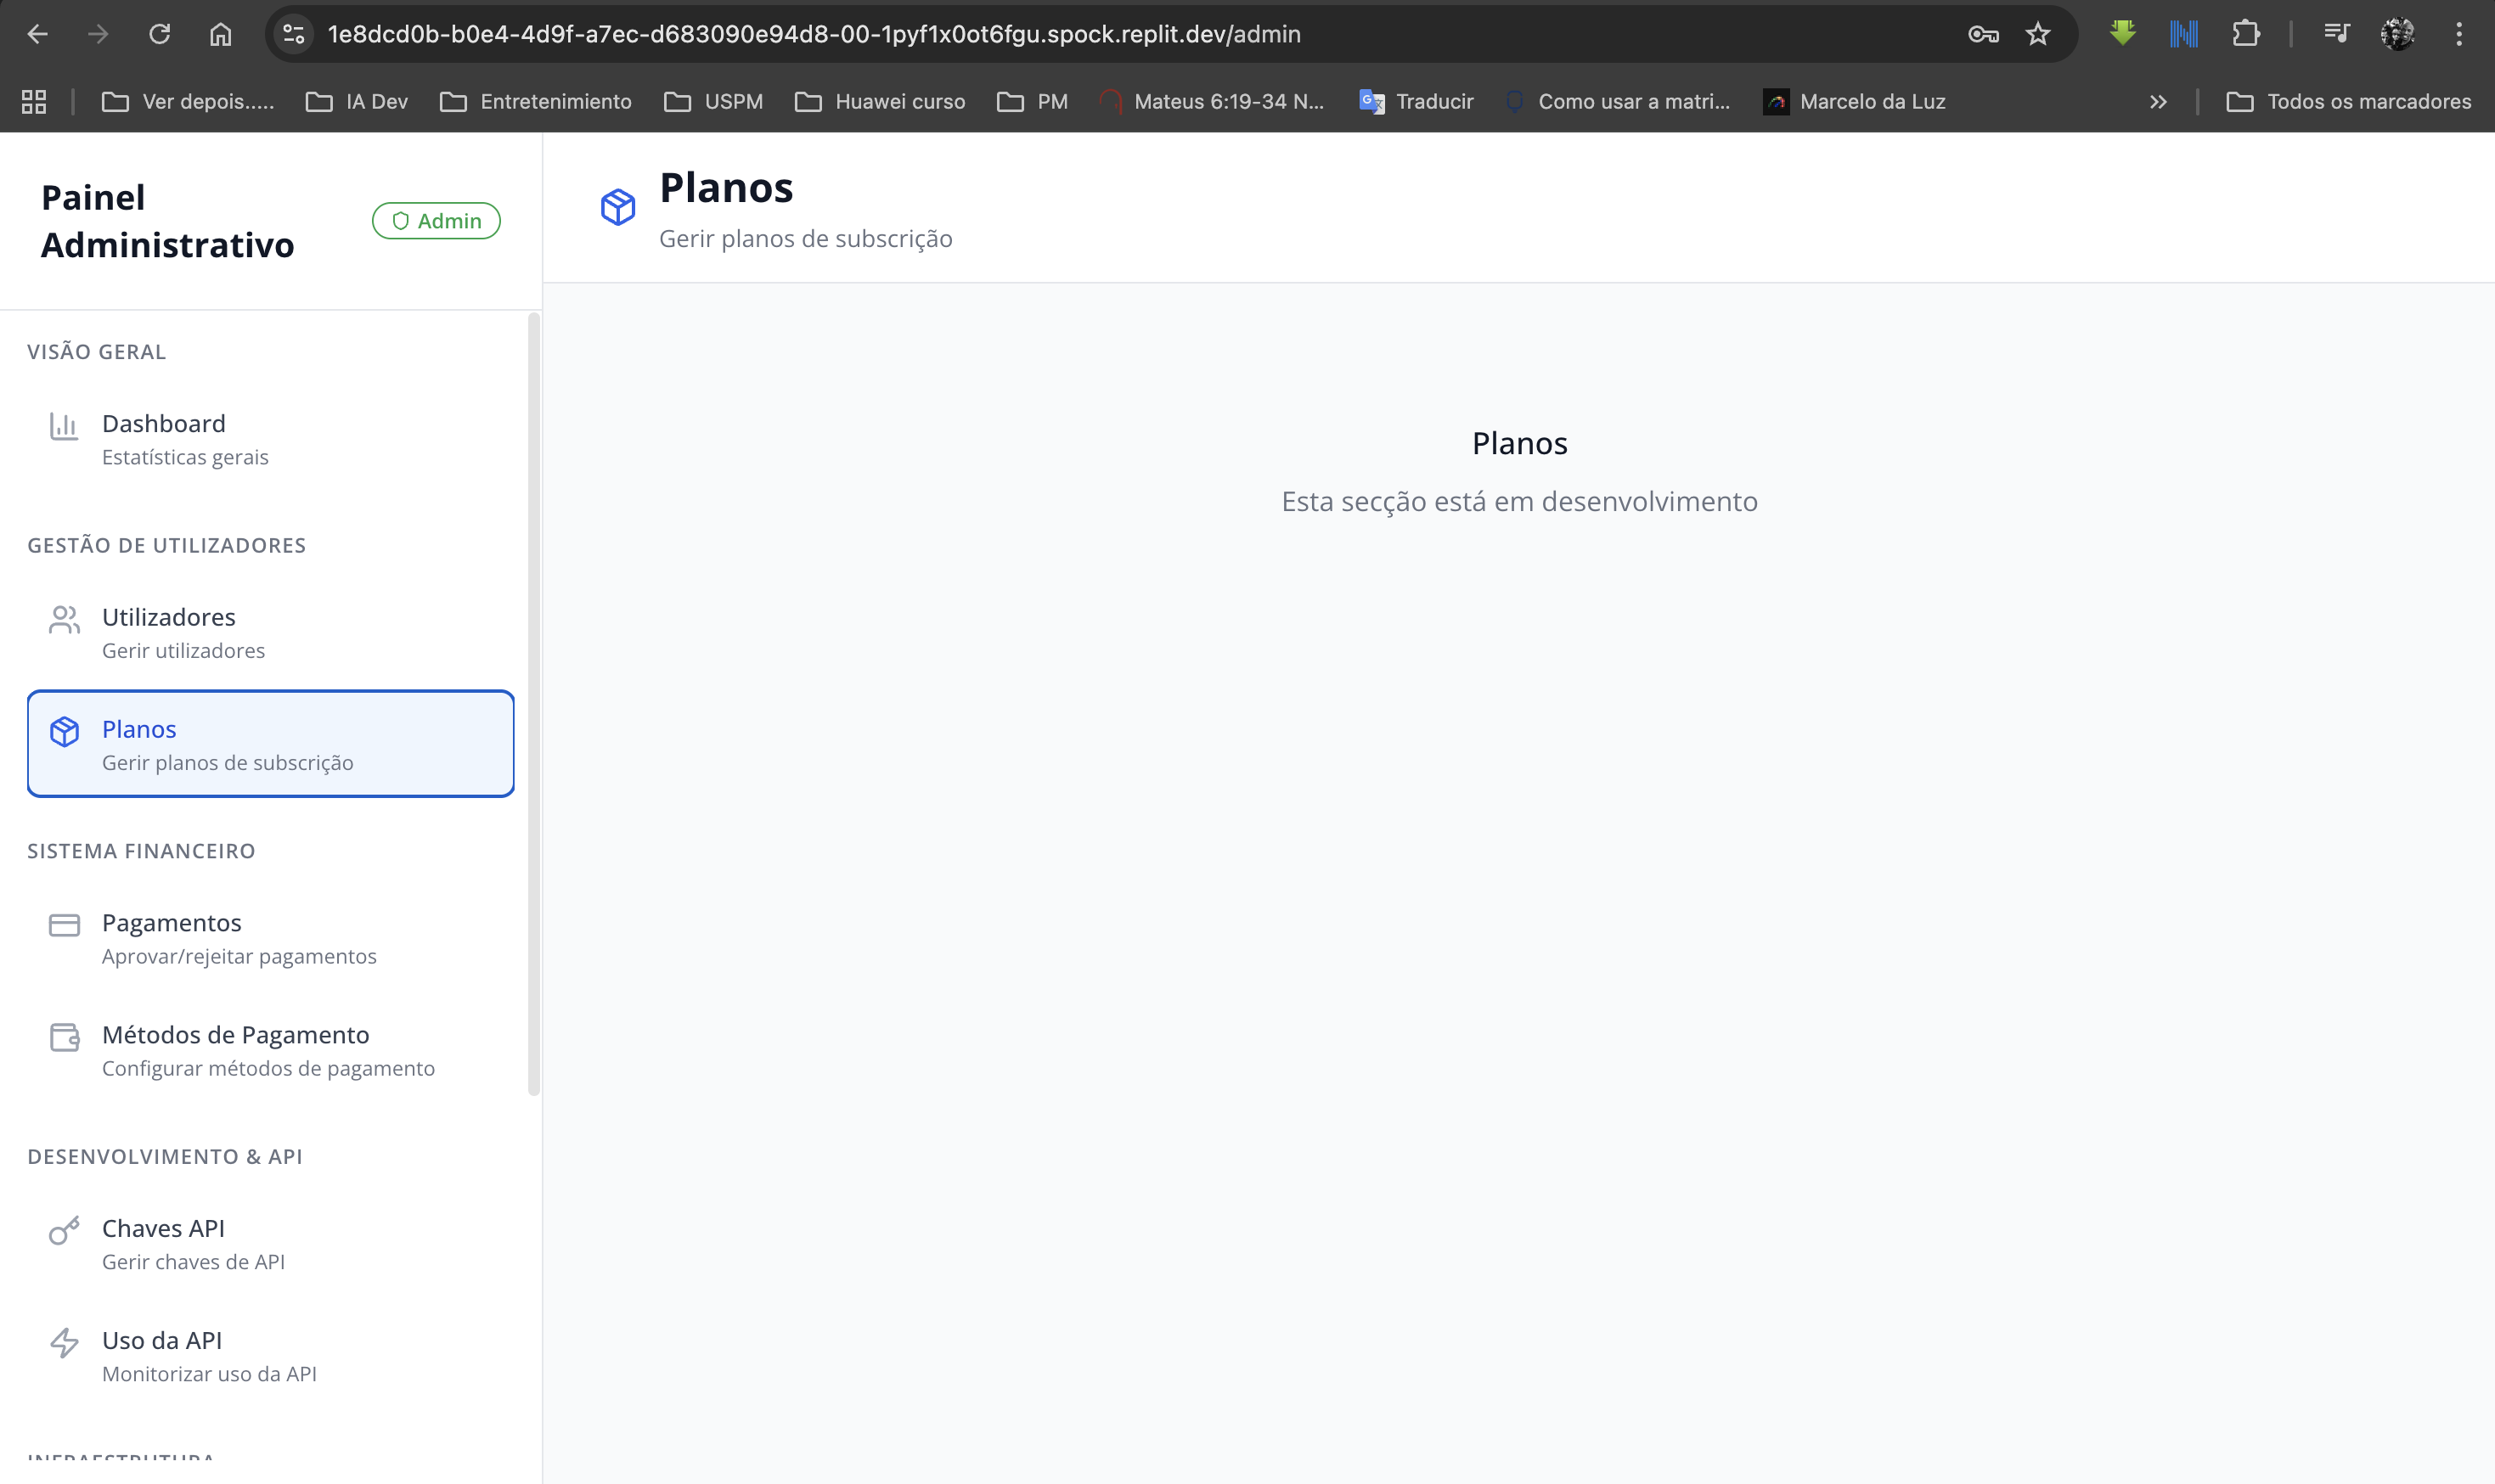 1e8dcd0b-b0e4-4d9f-a7ec-d683090e94d8-00-1pyf1x0ot6fgu.spock.replit.dev/admin
Ver depois..... IA Dev Entretenimiento USPM Huawei curso PM Mateus 6:19-34 N... Traducir Como usar a matri... Marcelo da Luz Todos os marcadores
Painel
Administrativo
Admin
VISÃO GERAL
Dashboard
Estatísticas gerais
GESTÃO DE UTILIZADORES
Utilizadores
Gerir utilizadores
Planos
Gerir planos de subscrição
SISTEMA FINANCEIRO
Pagamentos
Aprovar/rejeitar pagamentos
Métodos de Pagamento
Configurar métodos de pagamento
DESENVOLVIMENTO & API
Chaves API
Gerir chaves de API
Uso da API
Monitorizar uso da API
INFRAESTRUTURA
Planos
Gerir planos de subscrição
Planos
Esta secção está em desenvolvimento